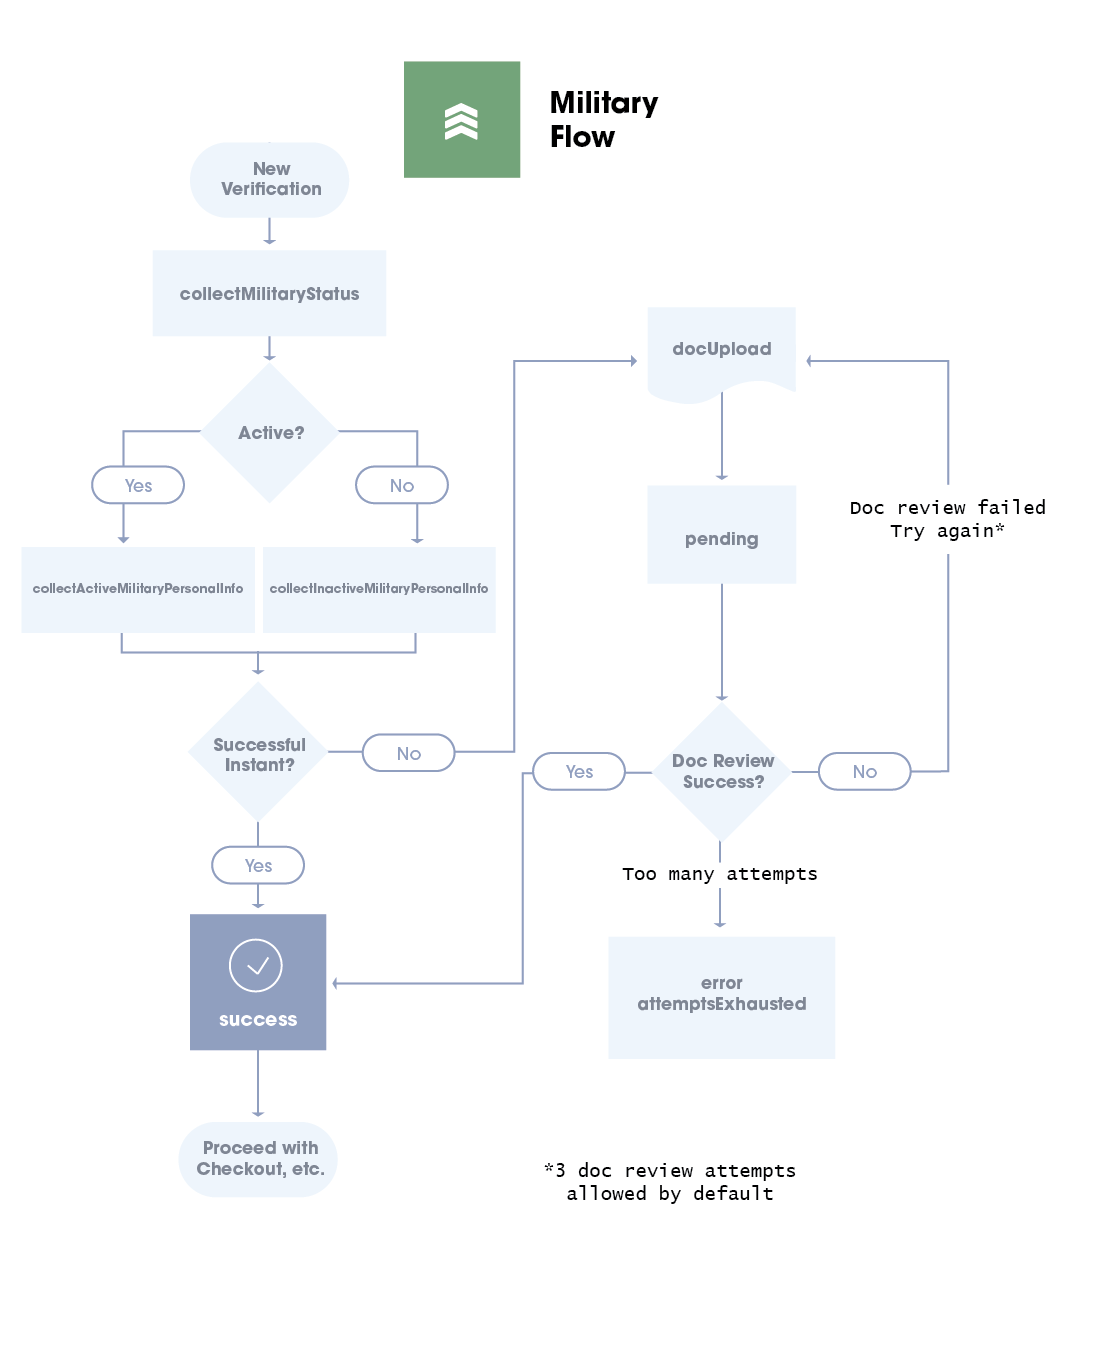 Military
Flow
New
Verification
collectMilitaryStatus
Active?
Yes
No
collectActiveMilitaryPersonalInfo
collectInactiveMilitaryPersonalInfo
Successful
Instant?
No
Yes
success
Proceed with
Checkout, etc.
docUpload
pending
Doc review failed
Try again*
Doc Review
Success?
Yes
No
Too many attempts
error
attemptsExhausted
*3 doc review attempts
allowed by default